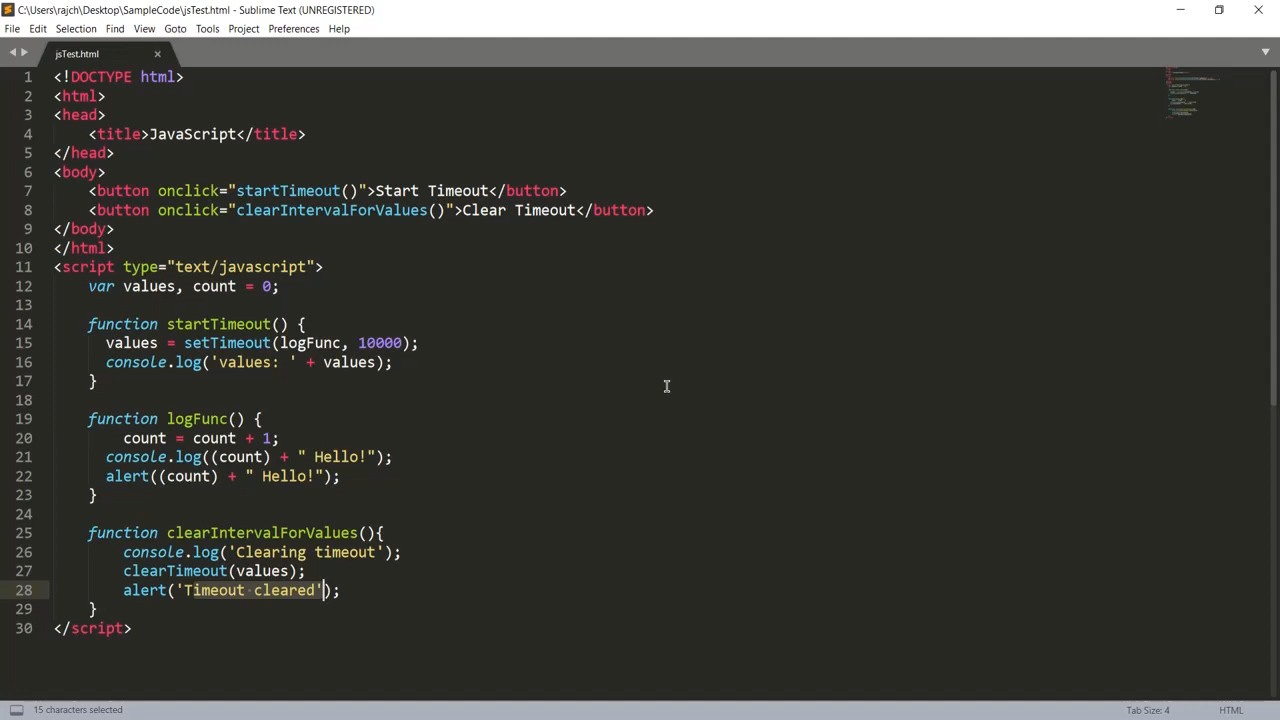 C:\Users\rajch\Desktop\SampleCode\jsTest.html - Sublime Text (UNREGISTERED)
File Edit Selection Find View Goto Tools Project Preferences Help
jsTest.html
1 <!DOCTYPE html>
2 <html>
3 <head>
4 <title>JavaScript</title>
5 </head>
6 <body>
7 <button onclick="startTimeout()">Start Timeout</button>
8 <button onclick="clearIntervalForValues()">Clear Timeout</button>
9 </body>
10 </html>
11 <script type="text/javascript">
12 var values, count = 0;
13
14 function startTimeout() {
15 values = setTimeout(logFunc, 10000);
16 console.log('values: ' + values);
17 }
18
19 function logFunc() {
20 count = count + 1;
21 console.log((count) + " Hello!");
22 alert((count) + " Hello!");
23 }
24
25 function clearIntervalForValues(){
26 console.log('Clearing timeout');
27 clearTimeout(values);
28 alert('Timeout cleared');
29 }
30 </script>
15 characters selected Tab Size: 4 HTML